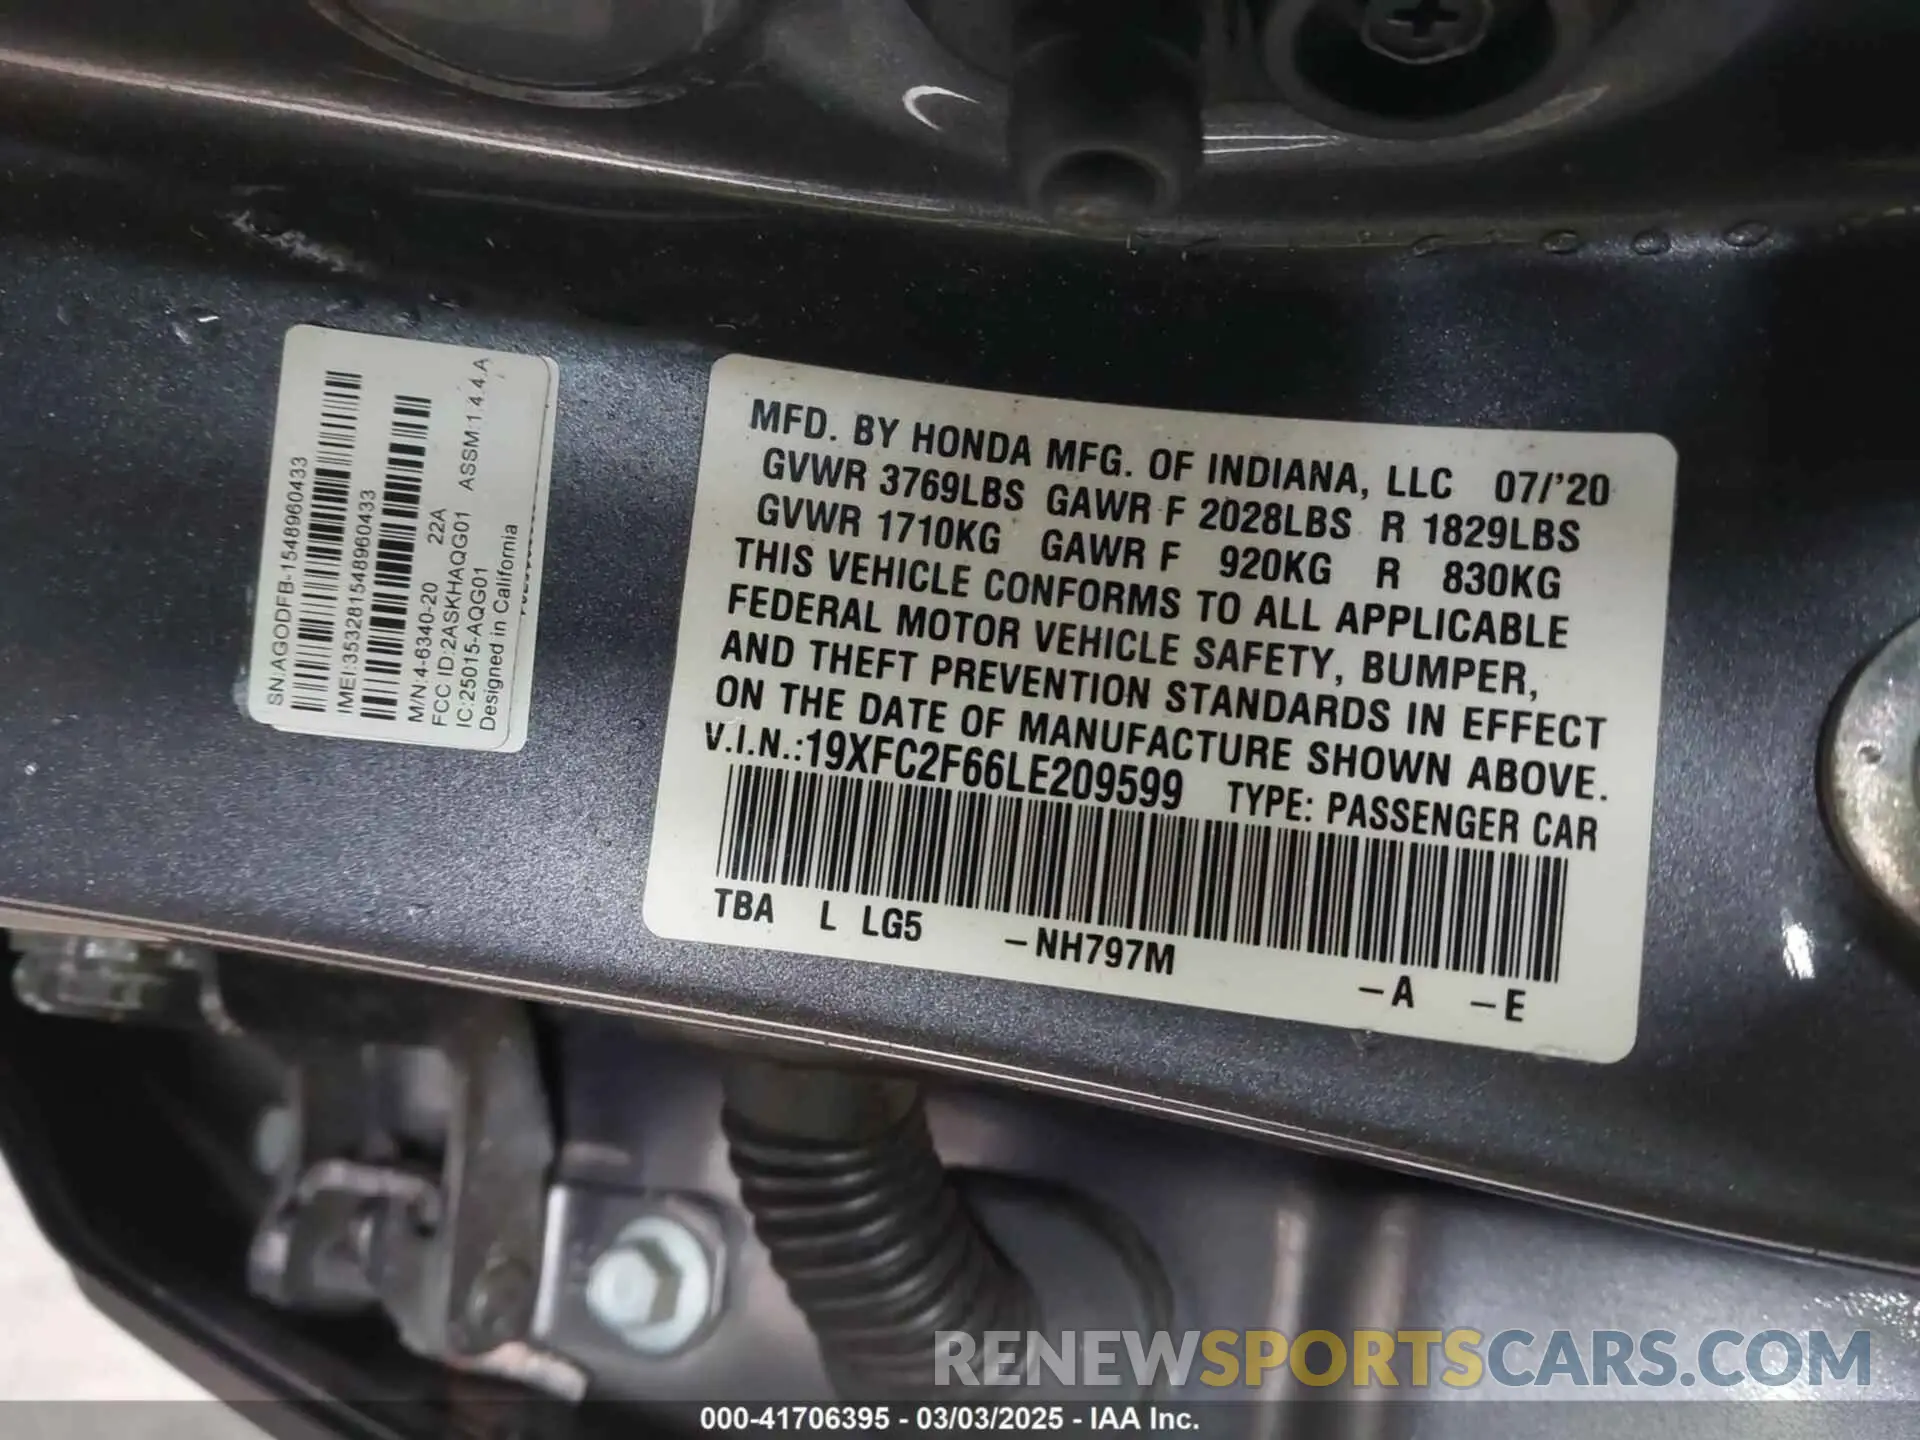 SN:AGODFB-1548960433
IMEI:353281548960433
M/N:4-6340-20 22A
FCC ID:2ASKHAQGG01 ASSM:1.4.4.A
IC:25015-AQG01
Designed in California
MFD. BY HONDA MFG. OF INDIANA, LLC 07/'20
GVWR 3769LBS GAWR F 2028LBS R 1829LBS
GVWR 1710KG GAWR F 920KG R 830KG
THIS VEHICLE CONFORMS TO ALL APPLICABLE
FEDERAL MOTOR VEHICLE SAFETY, BUMPER,
AND THEFT PREVENTION STANDARDS IN EFFECT
ON THE DATE OF MANUFACTURE SHOWN ABOVE.
V.I.N.:19XFC2F66LE209599 TYPE: PASSENGER CAR
TBA L LG5 -NH797M -A -E
RENEWSPORTSCARS.COM
000-41706395 - 03/03/2025 - IAA Inc.